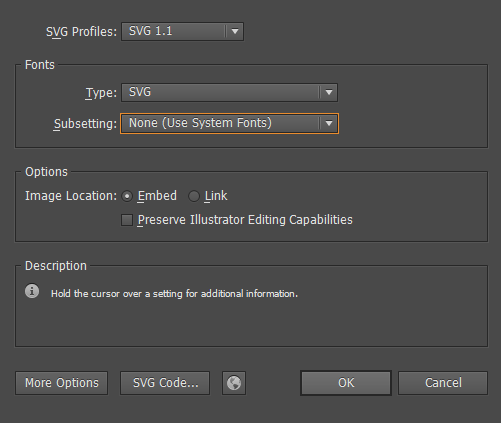 SVG Profiles: SVG 1.1
Fonts
Type: SVG
Subsetting: None (Use System Fonts)
Options
Image Location: Embed Link
Preserve Illustrator Editing Capabilities
Description
Hold the cursor over a setting for additional information.
More Options SVG Code... OK Cancel